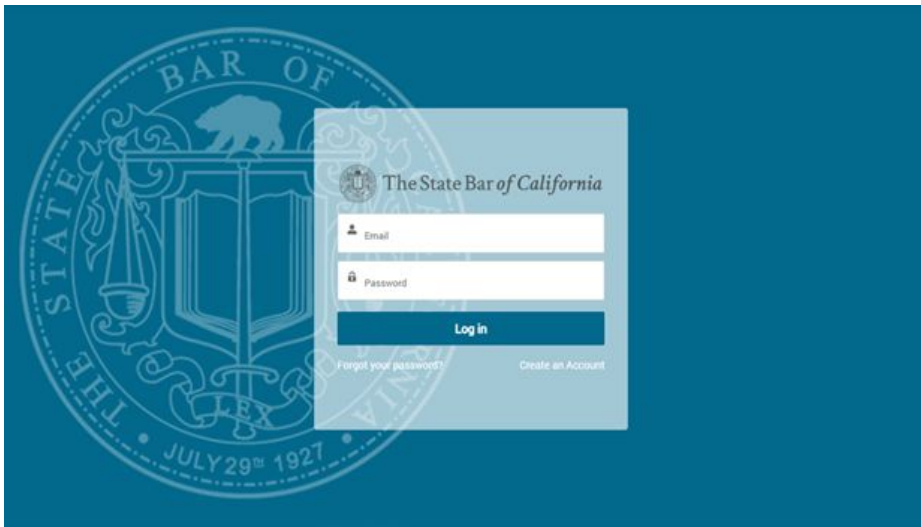 THE STATE BAR OF CALIFORNIA
LEX
JULY 29TH 1927
The State Bar of California
Email
Password
Log in
Forgot your password?
Create an Account